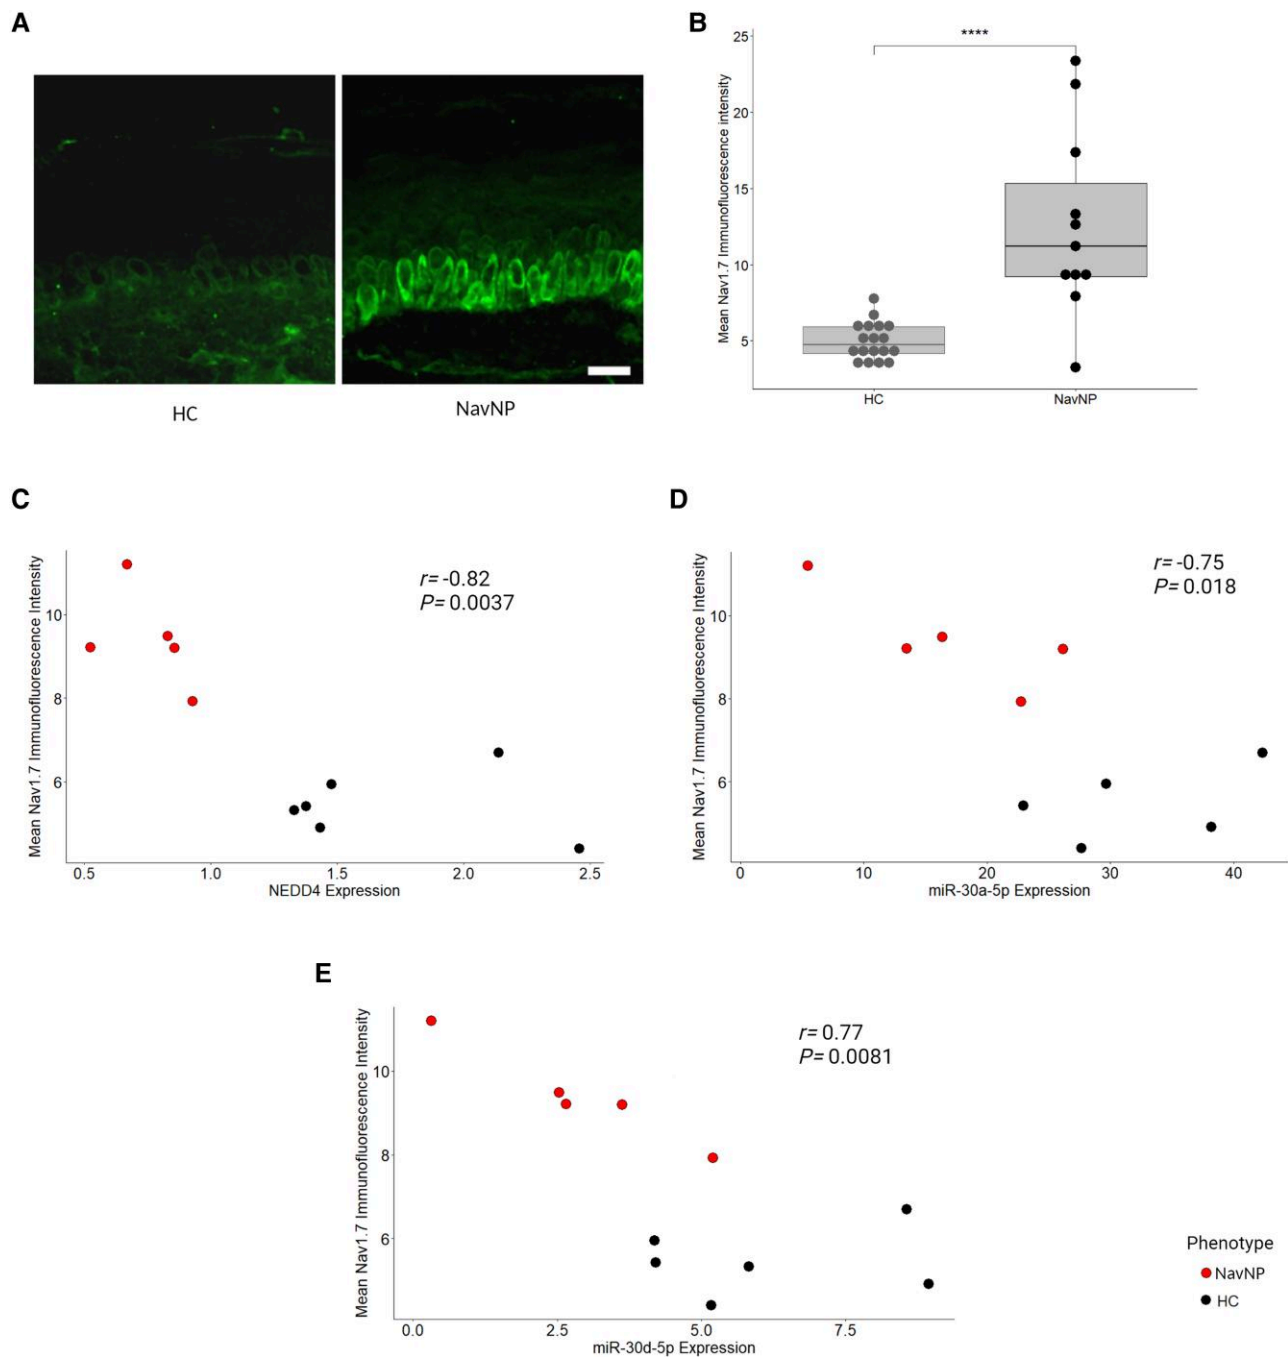 A
HC
NavNP
B
Mean Nav1.7 Immunofluorescence intensity
25
20
15
10
5
****
HC
NavNP
C
Mean Nav1.7 Immunofluorescence Intensity
10
8
6
r= -0.82
P= 0.0037
0.5 1.0 1.5 2.0 2.5
NEDD4 Expression
D
Mean Nav1.7 Immunofluorescence Intensity
10
8
6
r= -0.75
P= 0.018
0 10 20 30 40
miR-30a-5p Expression
E
Mean Nav1.7 Immunofluorescence Intensity
10
8
6
r= 0.77
P= 0.0081
0.0 2.5 5.0 7.5
miR-30d-5p Expression
Phenotype
NavNP
HC